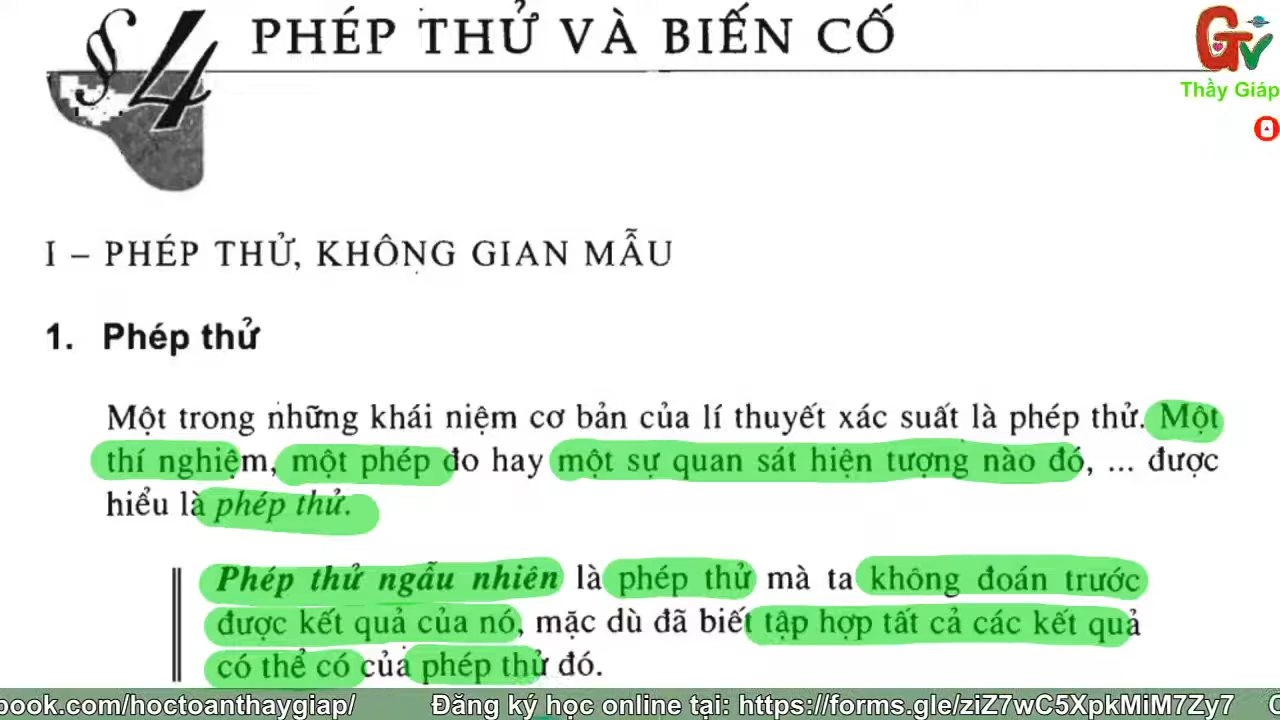 §4 PHÉP THỬ VÀ BIẾN CỐ
GV
Thầy Giáp
I – PHÉP THỬ, KHÔNG GIAN MẪU
1. Phép thử
Một trong những khái niệm cơ bản của lí thuyết xác suất là phép thử. Một
thí nghiệm, một phép đo hay một sự quan sát hiện tượng nào đó, ... được
hiểu là phép thử.
Phép thử ngẫu nhiên là phép thử mà ta không đoán trước
được kết quả của nó, mặc dù đã biết tập hợp tất cả các kết quả
có thể có của phép thử đó.
book.com/hoctoanthaygiap/ Đăng ký học online tại: https://forms.gle/ziZ7wC5XpkMiM7Zy7